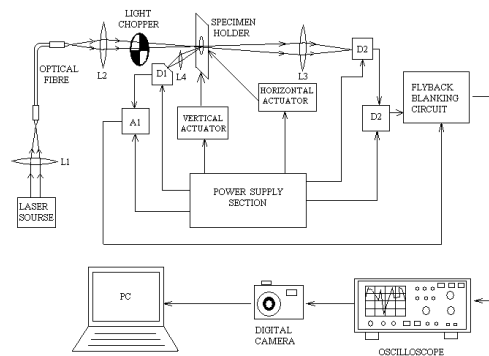 LIGHT
CHOPPER
SPECIMEN
HOLDER
OPTICAL
FIBRE
L2
D1
L4
L3
D2
A1
VERTICAL
ACTUATOR
HORIZONTAL
ACTUATOR
D2
FLYBACK
BLANKING
CIRCUIT
L1
LASER
SOURSE
POWER SUPPLY
SECTION
PC
DIGITAL
CAMERA
OSCILLOSCOPE